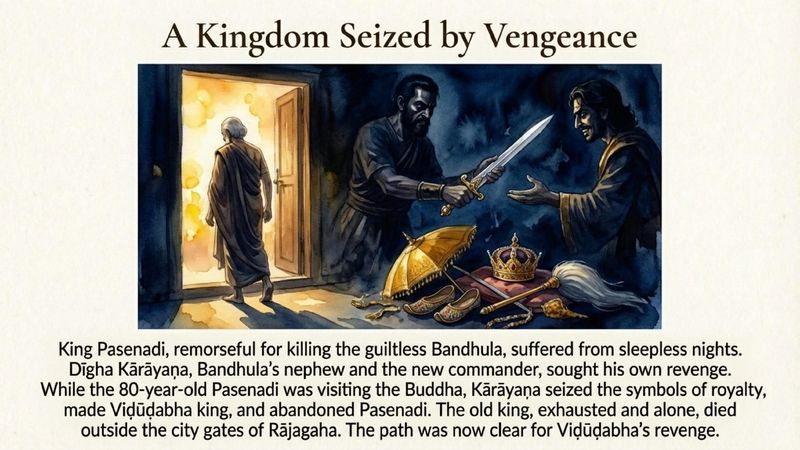 A Kingdom Seized by Vengeance
King Pasenadi, remorseful for killing the guiltless Bandhula, suffered from sleepless nights.
Dīgha Kārāyaṇa, Bandhula's nephew and the new commander, sought his own revenge.
While the 80-year-old Pasenadi was visiting the Buddha, Kārāyaṇa seized the symbols of royalty,
made Viḍūḍabha king, and abandoned Pasenadi. The old king, exhausted and alone, died
outside the city gates of Rājagaha. The path was now clear for Viḍūḍabha's revenge.